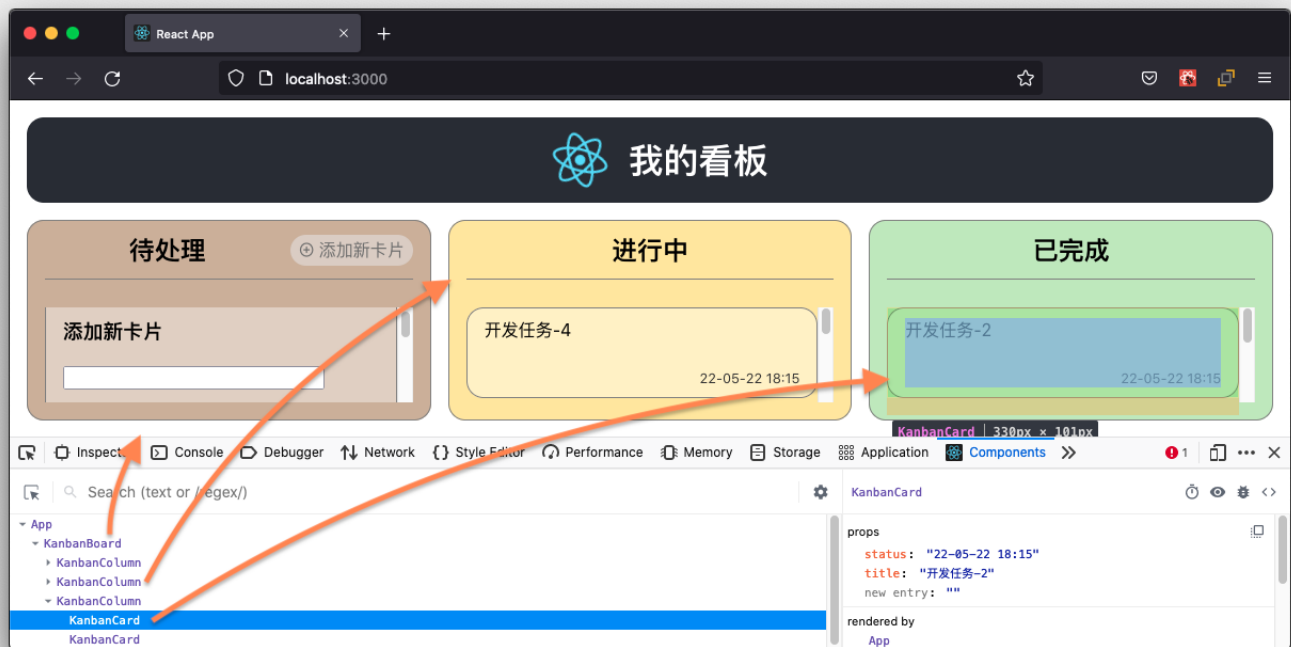 React App
localhost:3000
我的看板
待处理
添加新卡片
进行中
已完成
添加新卡片
开发任务-4
22-05-22 18:15
开发任务-2
22-05-22 18:15
KanbanCard 330px × 101px
Inspect Console Debugger Network {} Style Editor Performance Memory Storage Application Components 1
Search (text or /regex/)
KanbanCard
App
KanbanBoard
KanbanColumn
KanbanColumn
KanbanColumn
KanbanCard
KanbanCard
props
status: "22-05-22 18:15"
title: "开发任务-2"
new entry: ""
rendered by
App